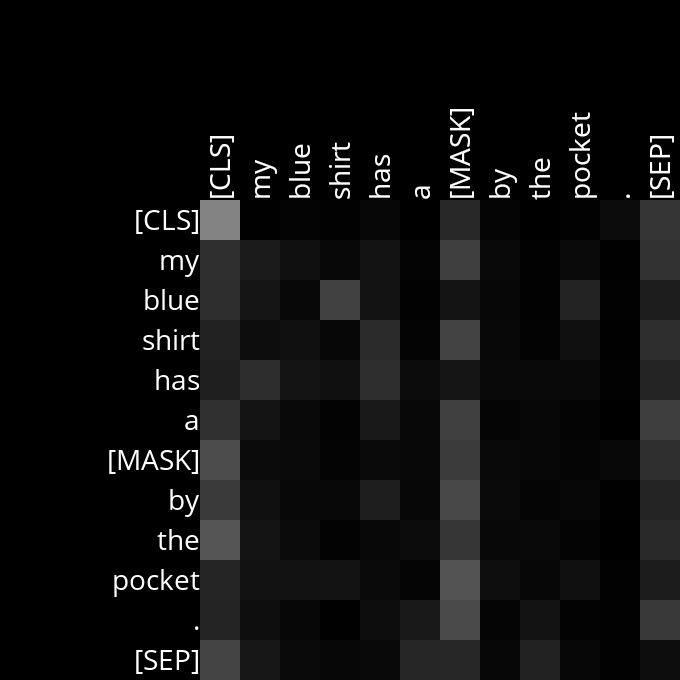 [CLS] my blue shirt has a [MASK] by the pocket . [SEP]
[CLS]
my
blue
shirt
has
a
[MASK]
by
the
pocket
.
[SEP]